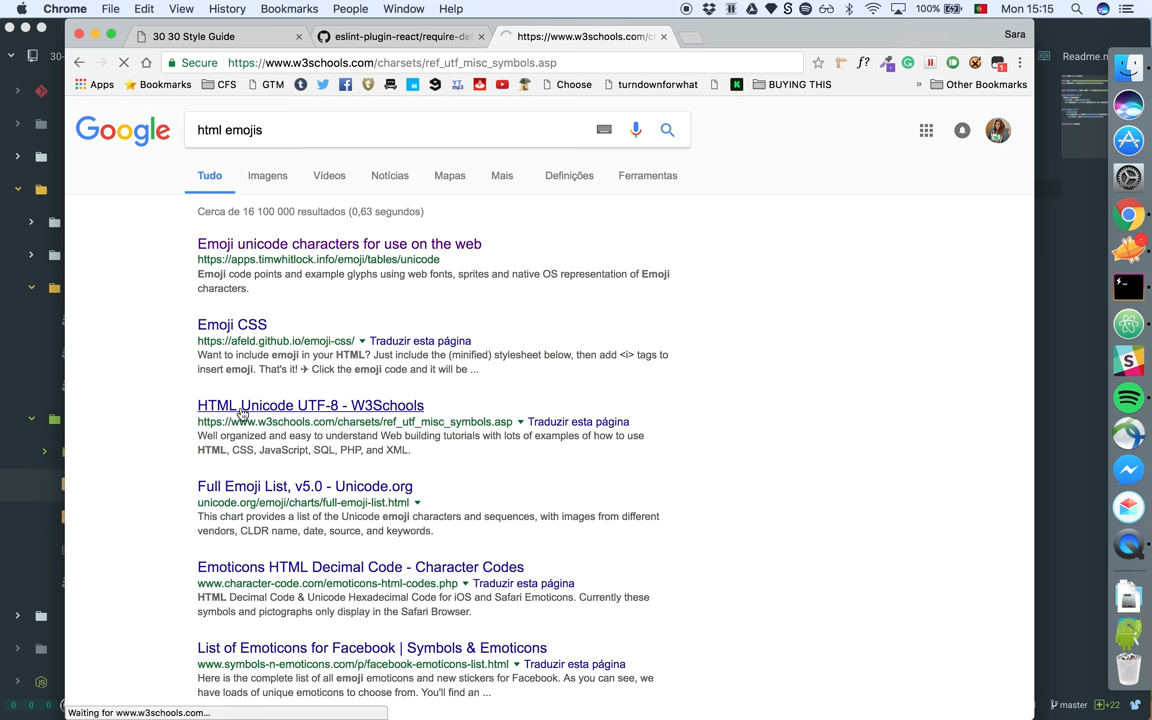 Chrome File Edit View History Bookmarks People Window Help 100% Mon 15:15
30 30 Style Guide
eslint-plugin-react/require-de
https://www.w3schools.com/c
Sara
Secure https://www.w3schools.com/charsets/ref_utf_misc_symbols.asp
f?
Readme.n
Apps Bookmarks CFS GTM Choose turndownforwhat BUYING THIS » Other Bookmarks
Google
html emojis
Tudo Imagens Vídeos Notícias Mapas Mais Definições Ferramentas
Cerca de 16 100 000 resultados (0,63 segundos)
Emoji unicode characters for use on the web
https://apps.timwhitlock.info/emoji/tables/unicode
Emoji code points and example glyphs using web fonts, sprites and native OS representation of Emoji
characters.
Emoji CSS
https://afeld.github.io/emoji-css/ ▾ Traduzir esta página
Want to include emoji in your HTML? Just include the (minified) stylesheet below, then add <i> tags to
insert emoji. That's it! ✈ Click the emoji code and it will be ...
HTML Unicode UTF-8 - W3Schools
https://www.w3schools.com/charsets/ref_utf_misc_symbols.asp ▾ Traduzir esta página
Well organized and easy to understand Web building tutorials with lots of examples of how to use
HTML, CSS, JavaScript, SQL, PHP, and XML.
Full Emoji List, v5.0 - Unicode.org
unicode.org/emoji/charts/full-emoji-list.html ▾
This chart provides a list of the Unicode emoji characters and sequences, with images from different
vendors, CLDR name, date, source, and keywords.
Emoticons HTML Decimal Code - Character Codes
www.character-code.com/emoticons-html-codes.php ▾ Traduzir esta página
HTML Decimal Code & Unicode Hexadecimal Code for iOS and Safari Emoticons. Currently these
symbols and pictographs only display in the Safari Browser.
List of Emoticons for Facebook | Symbols & Emoticons
www.symbols-n-emoticons.com/p/facebook-emoticons-list.html ▾ Traduzir esta página
Here is the complete list of all emoji emoticons and new stickers for Facebook. As you can see, we
have loads of unique emoticons to choose from. You'll find an ...
0 0 0
master +22
Waiting for www.w3schools.com...